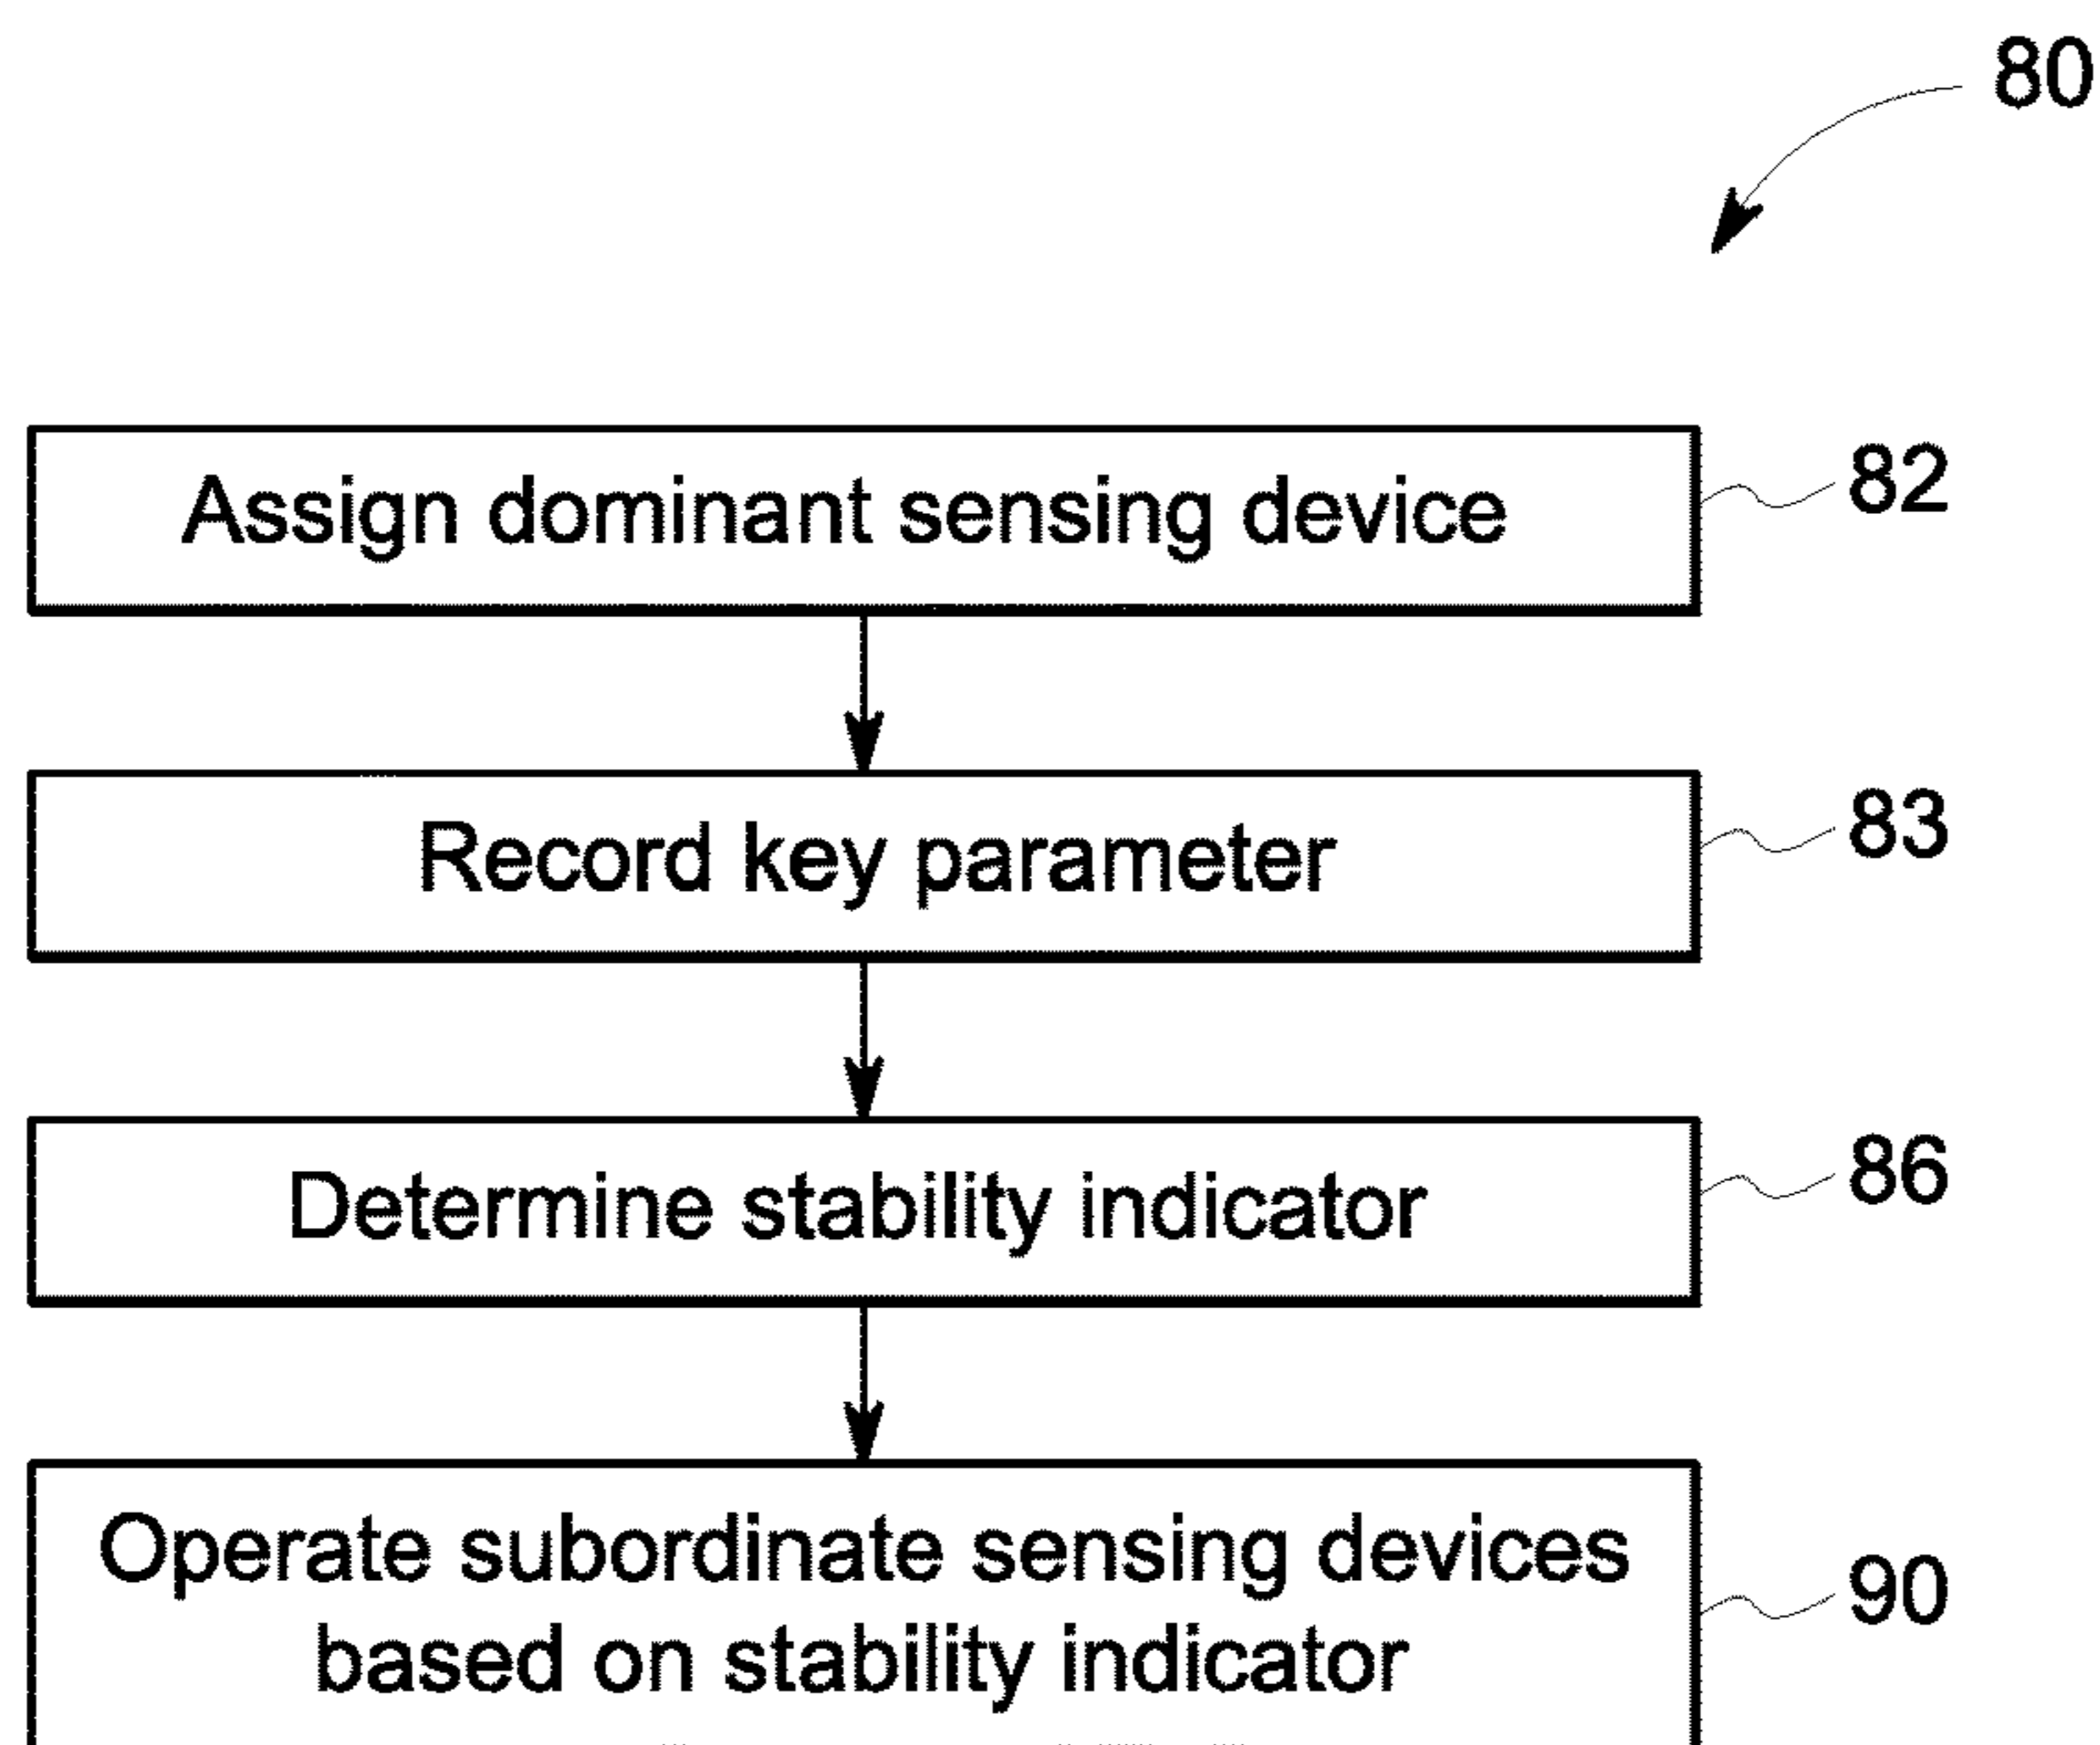 80
Assign dominant sensing device
82
Record key parameter
83
Determine stability indicator
86
Operate subordinate sensing devices
based on stability indicator
90